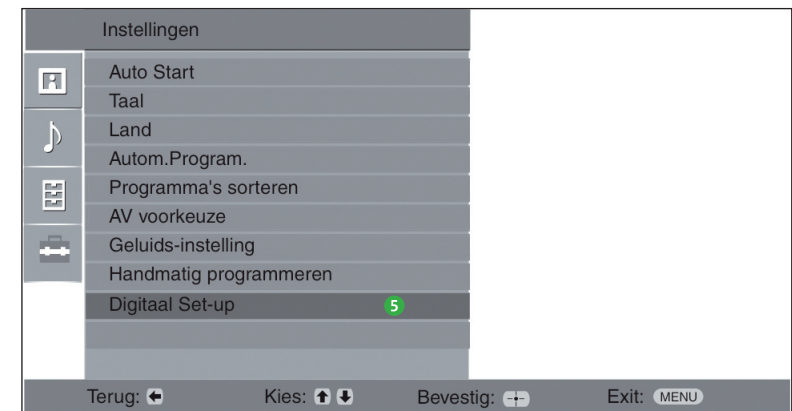 Instellingen
Auto Start
Taal
Land
Autom.Program.
Programma's sorteren
AV voorkeuze
Geluids-instelling
Handmatig programmeren
Digitaal Set-up 5
Terug: Kies: Bevestig: Exit: MENU